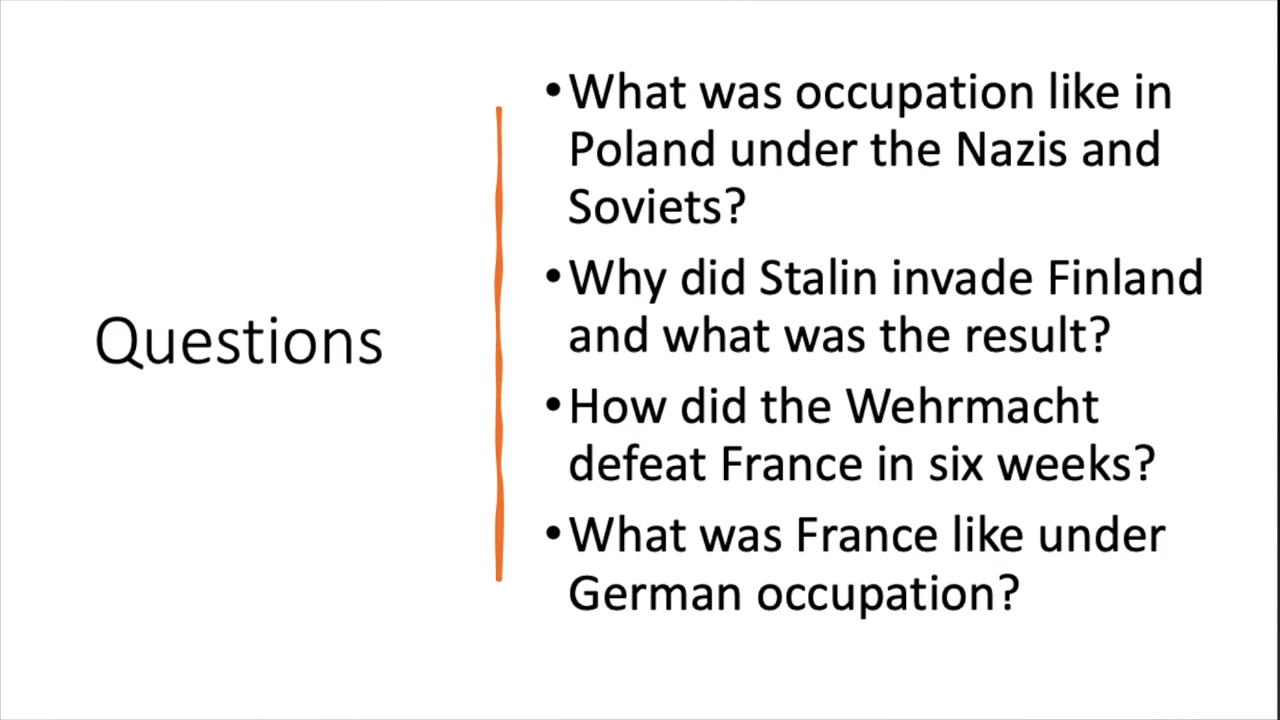 Questions
•What was occupation like in
Poland under the Nazis and
Soviets?
•Why did Stalin invade Finland
and what was the result?
•How did the Wehrmacht
defeat France in six weeks?
•What was France like under
German occupation?